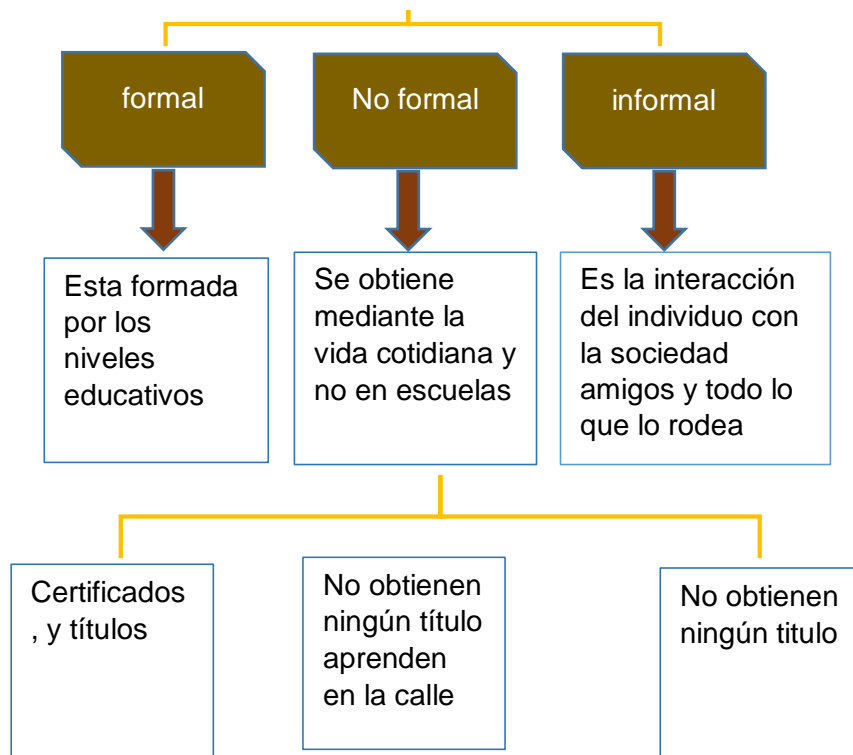 formal
No formal
informal
Esta formada
por los
niveles
educativos
Se obtiene
mediante la
vida cotidiana y
no en escuelas
Es la interacción
del individuo con
la sociedad
amigos y todo lo
que lo rodea
Certificados
, y títulos
No obtienen
ningún título
aprenden
en la calle
No obtienen
ningún titulo